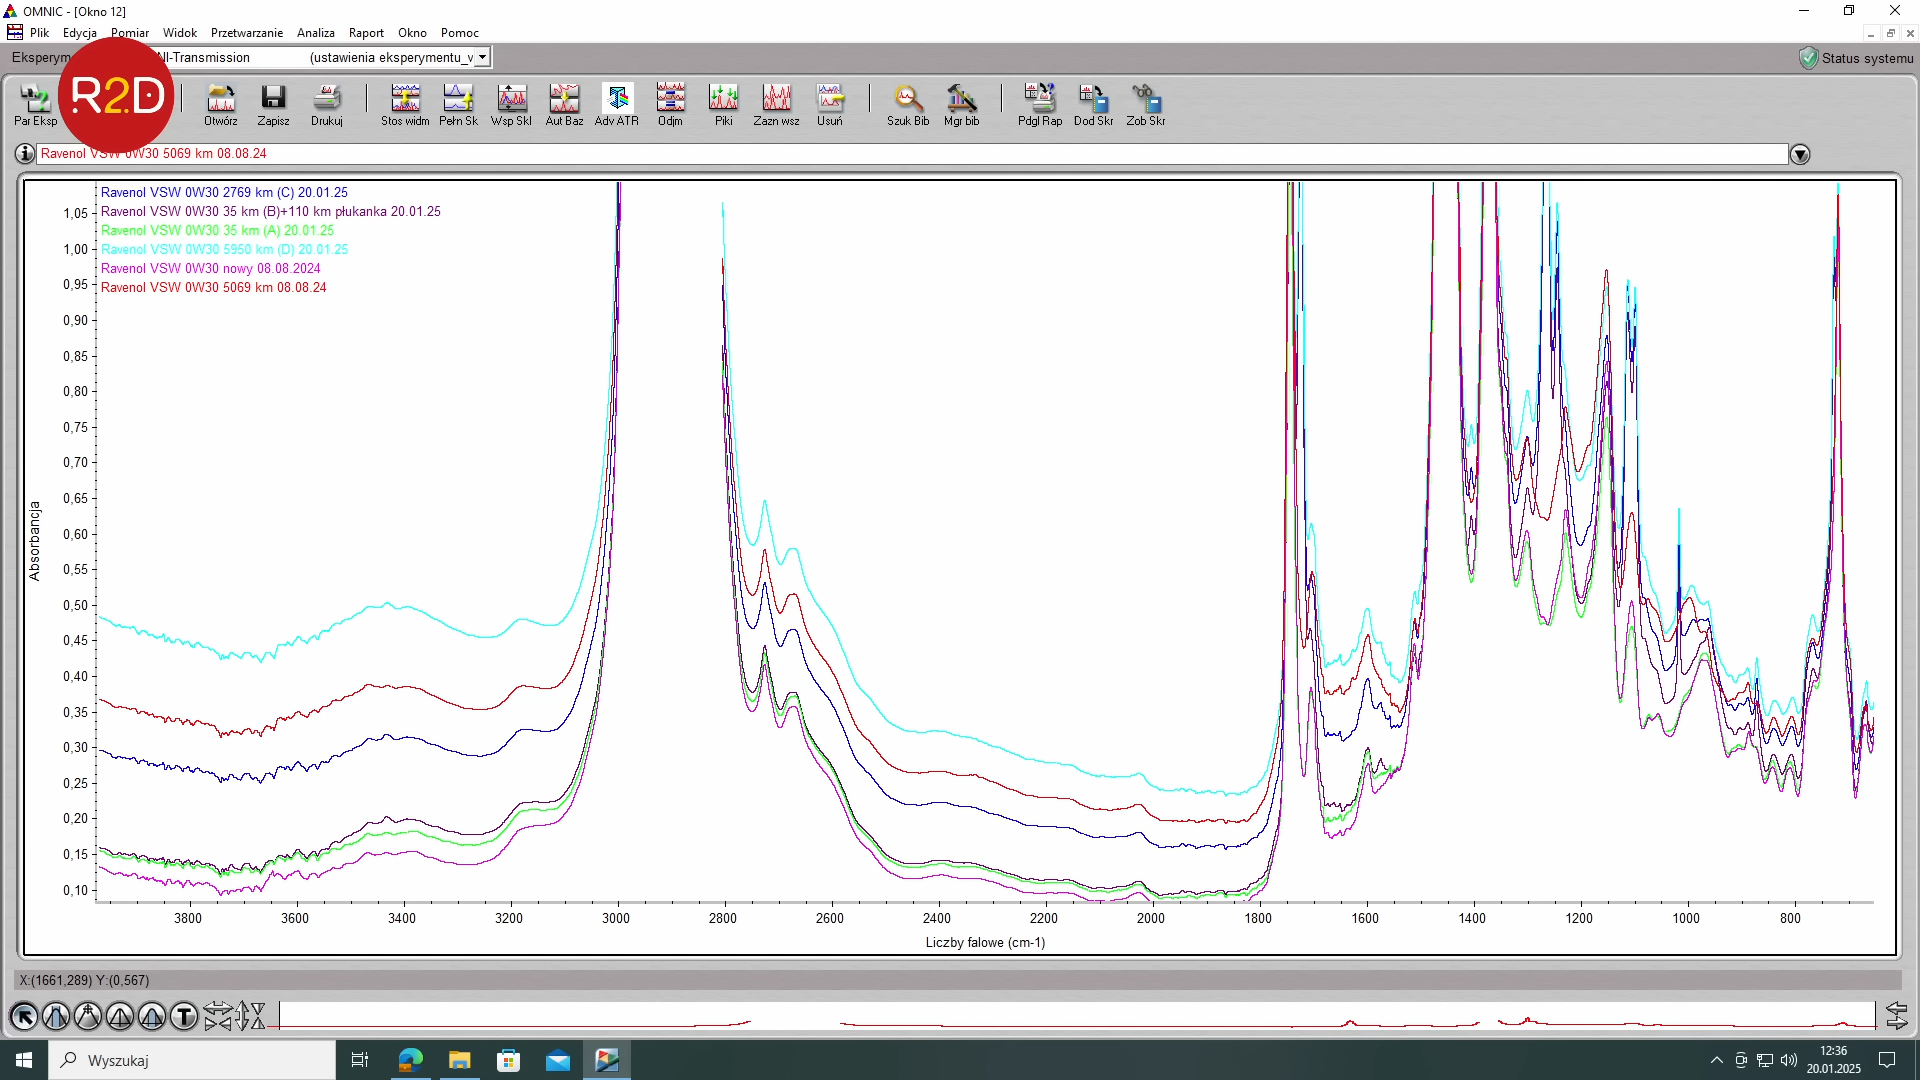 OMNIC - [Okno 12]
Plik Edycja Pomiar Widok Przetwarzanie Analiza Raport Okno Pomoc
NI-Transmission (ustawienia eksperymentu_v
Status systemu
R2D
Par Eksp Otwórz Zapisz Drukuj Stos widm Pełn Sk Wsp Skl Aut Baz Adv ATR Odjm Piki Zazn wsz Usuń Szuk Bib Mgr bib Pdgl Rap Dod Skr Zob Skr
Ravenol VSW 0W30 5069 km 08.08.24
Ravenol VSW 0W30 2769 km (C) 20.01.25
Ravenol VSW 0W30 35 km (B)+110 km płukanka 20.01.25
Ravenol VSW 0W30 35 km (A) 20.01.25
Ravenol VSW 0W30 5950 km (D) 20.01.25
Ravenol VSW 0W30 nowy 08.08.2024
Ravenol VSW 0W30 5069 km 08.08.24
1,05
1,00
0,95
0,90
0,85
0,80
0,75
0,70
0,65
0,60
0,55
0,50
0,45
0,40
0,35
0,30
0,25
0,20
0,15
0,10
Absorbancja
3800 3600 3400 3200 3000 2800 2600 2400 2200 2000 1800 1600 1400 1200 1000 800
Liczby falowe (cm-1)
X:(1661,289) Y:(0,567)
T
Wyszukaj
12:36
20.01.2025